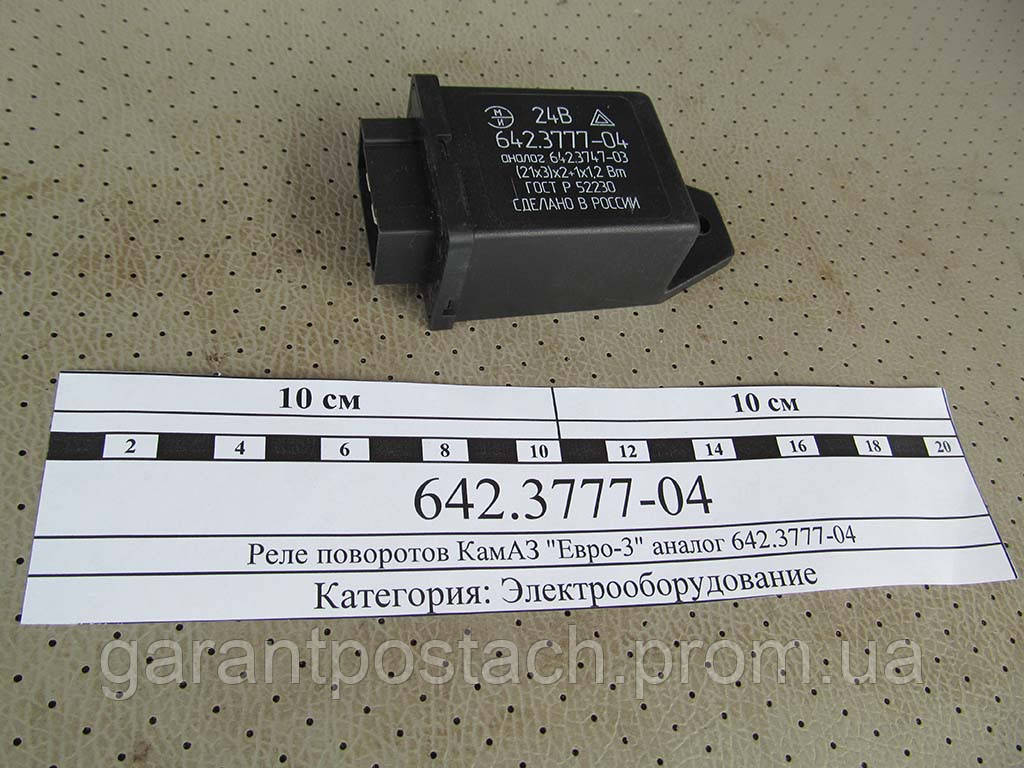 М
И
24В
642.3777-04
аналог 642.3747-03
(21х3)х2+1х1,2 Вт
ГОСТ Р 52230
СДЕЛАНО В РОССИИ
10 см 10 см
2 4 6 8 10 12 14 16 18 20
642.3777-04
Реле поворотов КамАЗ "Евро-3" аналог 642.3777-04
Категория: Электрооборудование
garantpostach.prom.ua